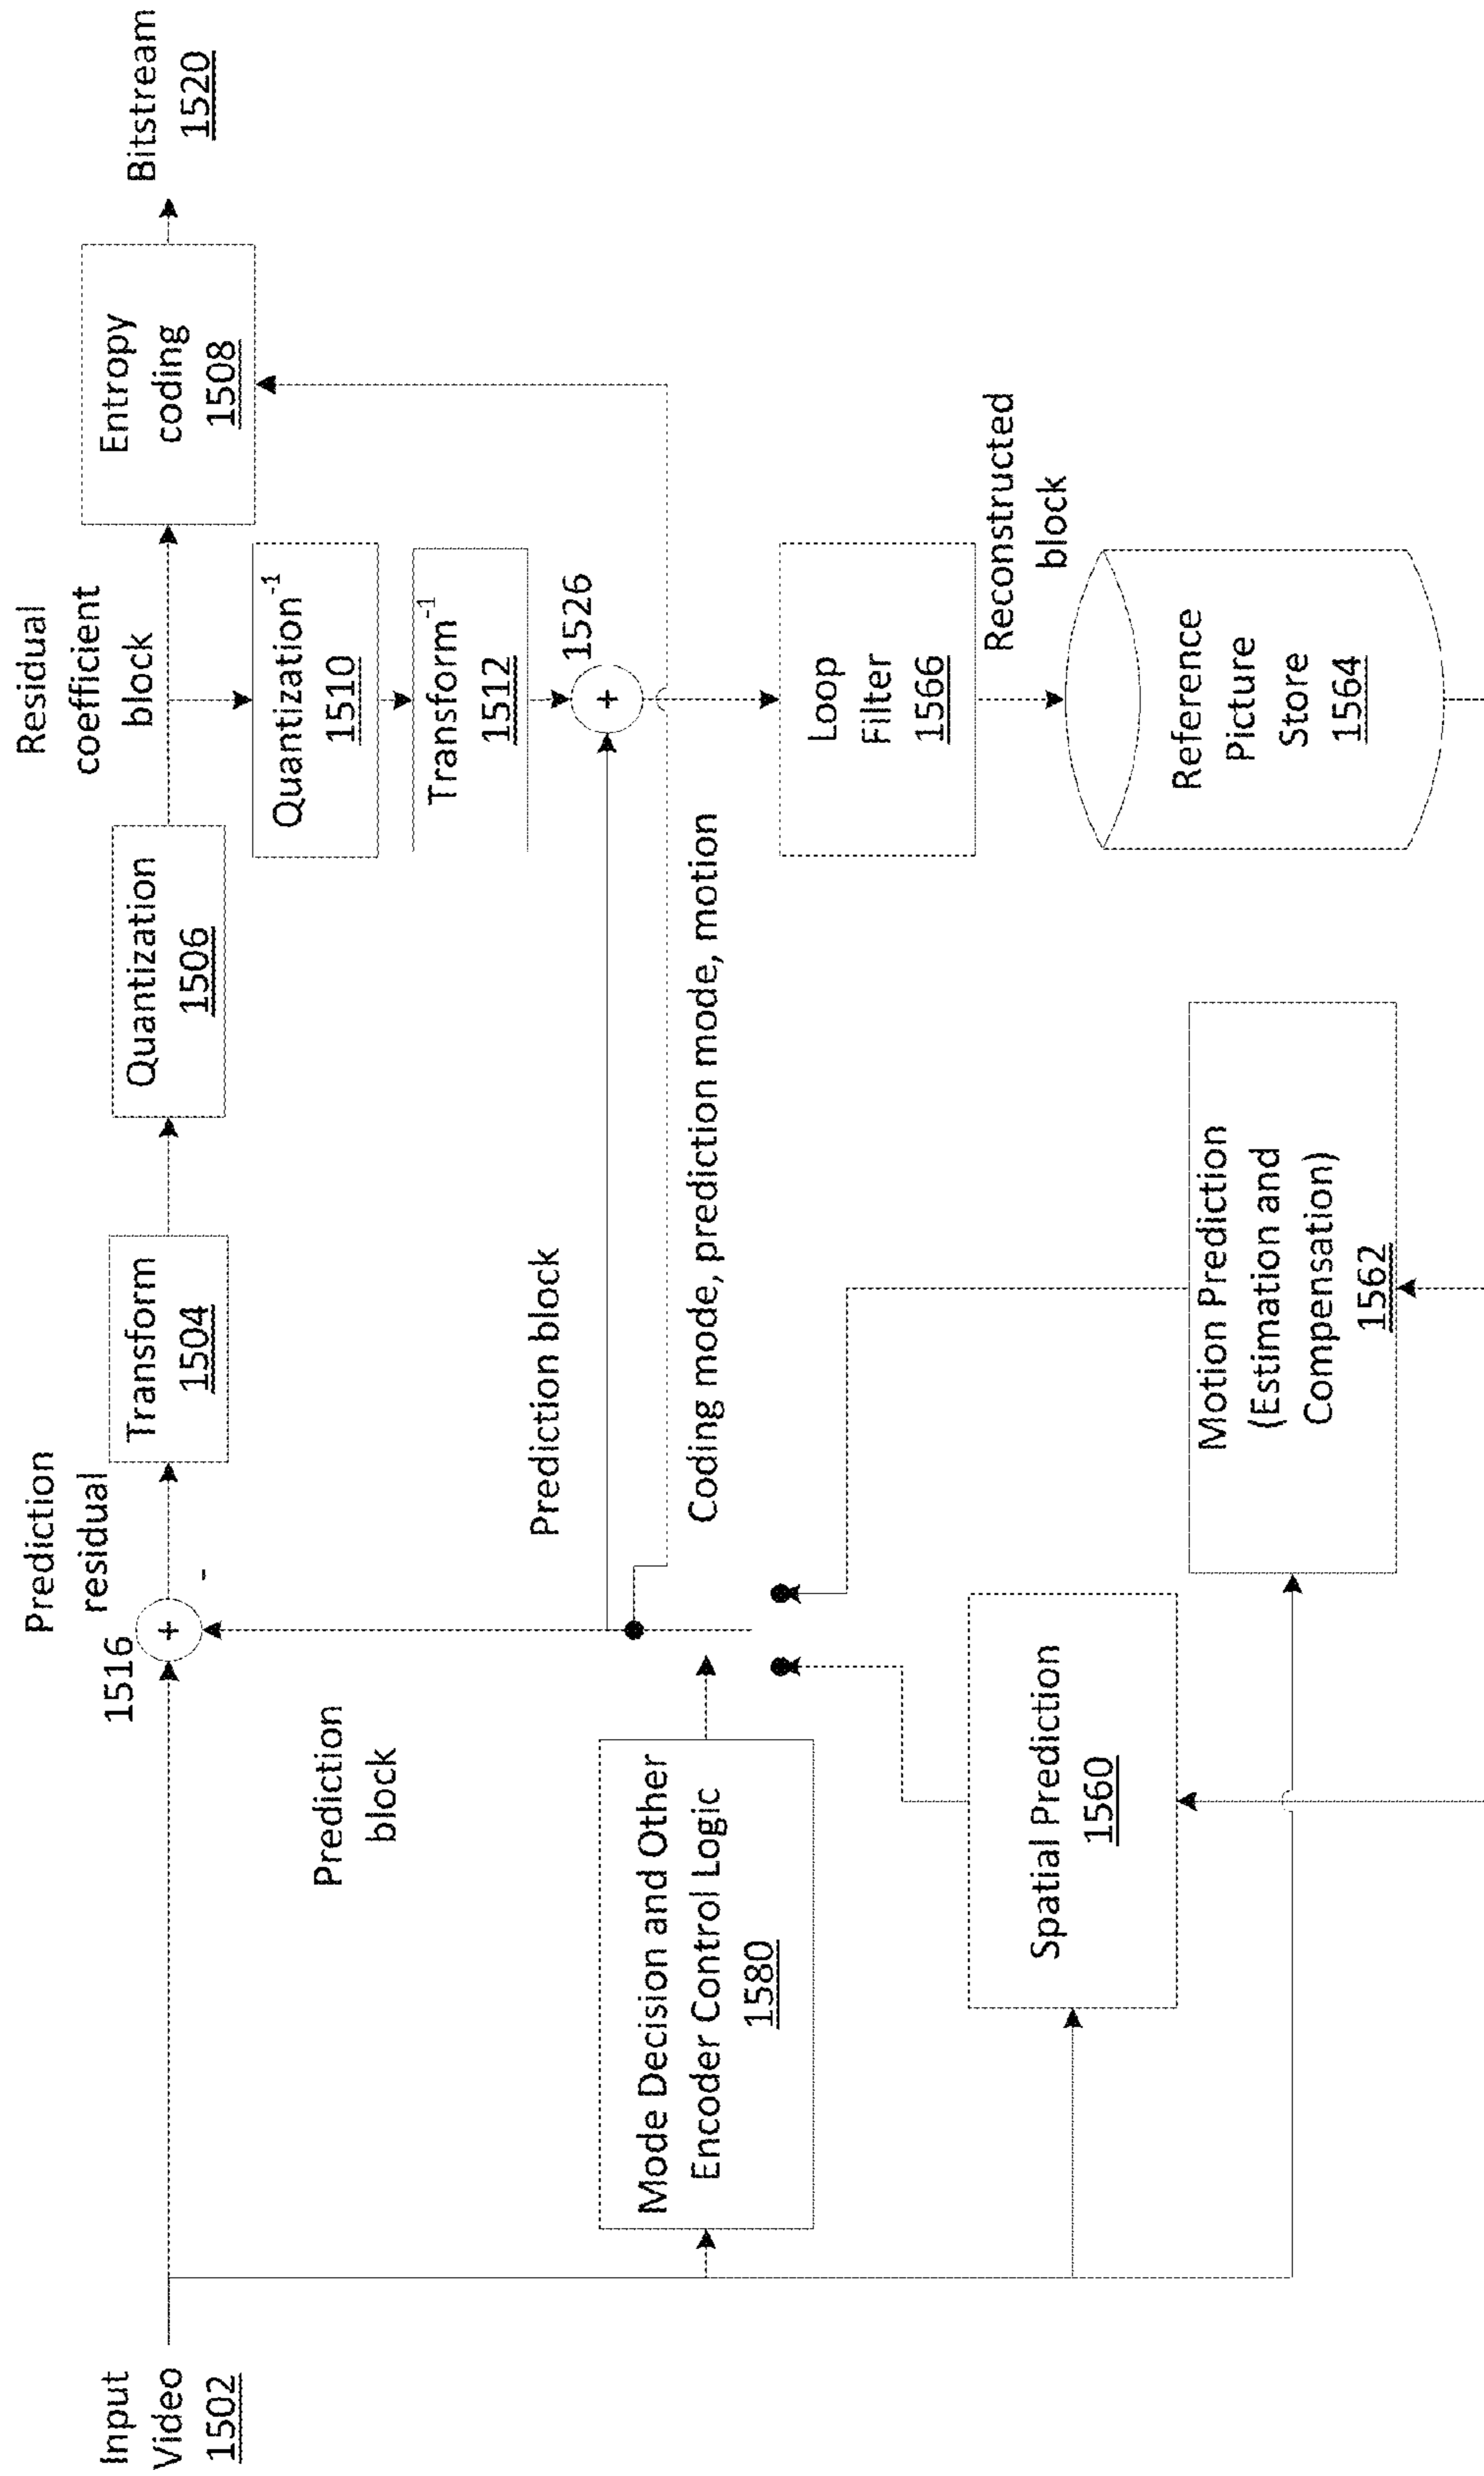 Input
Video
1502
1516
Prediction
residual
-
+
Transform
1504
Quantization
1506
Residual
coefficient
block
Entropy
coding
1508
Bitstream
1520
Prediction
block
Prediction block
Quantization⁻¹
1510
Transform⁻¹
1512
1526
+
Mode Decision and Other
Encoder Control Logic
1580
Coding mode, prediction mode, motion
Loop
Filter
1566
Reconstructed
block
Spatial Prediction
1560
Motion Prediction
(Estimation and
Compensation)
1562
Reference
Picture
Store
1564